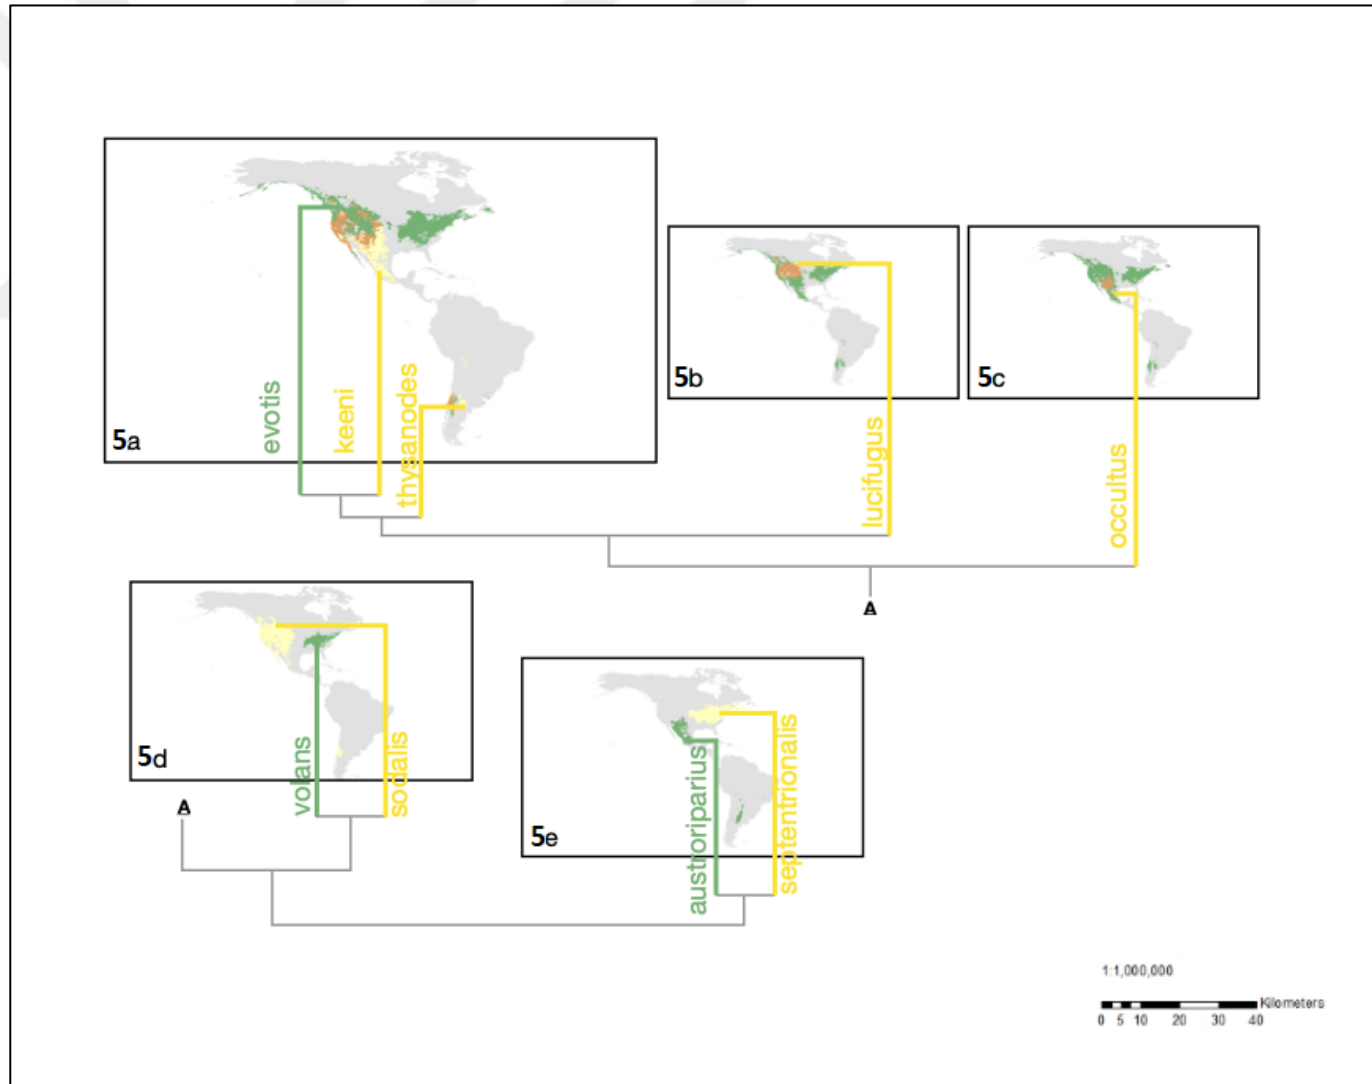 5a
evotis
keeni
thysanodes
5b
lucifugus
5c
occultus
A
5d
volans
sodalis
A
5e
austroriparius
septentrionalis
1:1,000,000
Kilometers
0 5 10 20 30 40